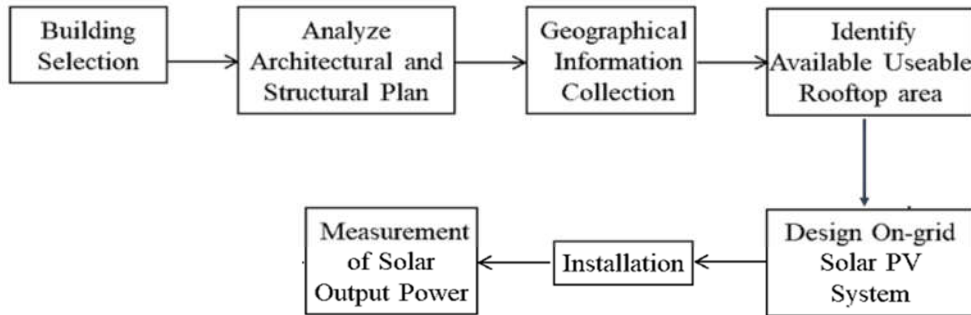 Building
Selection
Analyze
Architectural and
Structural Plan
Geographical
Information
Collection
Identify
Available Useable
Rooftop area
Design On-grid
Solar PV
System
Installation
Measurement
of Solar
Output Power